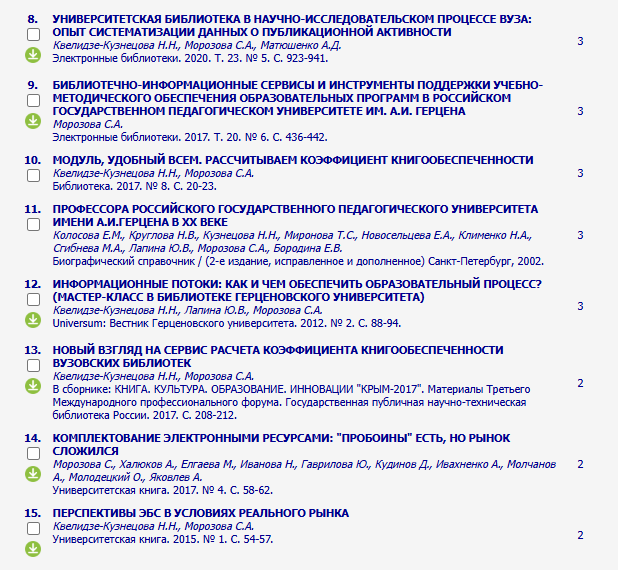 8. УНИВЕРСИТЕТСКАЯ БИБЛИОТЕКА В НАУЧНО-ИССЛЕДОВАТЕЛЬСКОМ ПРОЦЕССЕ ВУЗА:
ОПЫТ СИСТЕМАТИЗАЦИИ ДАННЫХ О ПУБЛИКАЦИОННОЙ АКТИВНОСТИ
Квелидзе-Кузнецова Н.Н., Морозова С.А., Матюшенко А.Д.
Электронные библиотеки. 2020. Т. 23. № 5. С. 923-941.
3
9. БИБЛИОТЕЧНО-ИНФОРМАЦИОННЫЕ СЕРВИСЫ И ИНСТРУМЕНТЫ ПОДДЕРЖКИ УЧЕБНО-
МЕТОДИЧЕСКОГО ОБЕСПЕЧЕНИЯ ОБРАЗОВАТЕЛЬНЫХ ПРОГРАММ В РОССИЙСКОМ
ГОСУДАРСТВЕННОМ ПЕДАГОГИЧЕСКОМ УНИВЕРСИТЕТЕ ИМ. А.И. ГЕРЦЕНА
Морозова С.А.
Электронные библиотеки. 2017. Т. 20. № 6. С. 436-442.
3
10. МОДУЛЬ, УДОБНЫЙ ВСЕМ. РАССЧИТЫВАЕМ КОЭФФИЦИЕНТ КНИГООБЕСПЕЧЕННОСТИ
Квелидзе-Кузнецова Н.Н., Морозова С.А.
Библиотека. 2017. № 8. С. 20-23.
3
11. ПРОФЕССОРА РОССИЙСКОГО ГОСУДАРСТВЕННОГО ПЕДАГОГИЧЕСКОГО УНИВЕРСИТЕТА
ИМЕНИ А.И.ГЕРЦЕНА В XX ВЕКЕ
Колосова Е.М., Круглова Н.В., Кузнецова Н.Н., Миронова Т.С., Новосельцева Е.А., Клименко Н.А.,
Сгибнева М.А., Лапина Ю.В., Морозова С.А., Бородина Е.В.
Биографический справочник / (2-е издание, исправленное и дополненное) Санкт-Петербург, 2002.
3
12. ИНФОРМАЦИОННЫЕ ПОТОКИ: КАК И ЧЕМ ОБЕСПЕЧИТЬ ОБРАЗОВАТЕЛЬНЫЙ ПРОЦЕСС?
(МАСТЕР-КЛАСС В БИБЛИОТЕКЕ ГЕРЦЕНОВСКОГО УНИВЕРСИТЕТА)
Квелидзе-Кузнецова Н.Н., Лапина Ю.В., Морозова С.А.
Universum: Вестник Герценовского университета. 2012. № 2. С. 88-94.
3
13. НОВЫЙ ВЗГЛЯД НА СЕРВИС РАСЧЕТА КОЭФФИЦИЕНТА КНИГООБЕСПЕЧЕННОСТИ
ВУЗОВСКИХ БИБЛИОТЕК
Квелидзе-Кузнецова Н.Н., Морозова С.А.
В сборнике: КНИГА. КУЛЬТУРА. ОБРАЗОВАНИЕ. ИННОВАЦИИ "КРЫМ-2017". Материалы Третьего
Международного профессионального форума. Государственная публичная научно-техническая
библиотека России. 2017. С. 208-212.
2
14. КОМПЛЕКТОВАНИЕ ЭЛЕКТРОННЫМИ РЕСУРСАМИ: "ПРОБОИНЫ" ЕСТЬ, НО РЫНОК
СЛОЖИЛСЯ
Морозова С., Халюков А., Елгаева М., Иванова Н., Гаврилова Ю., Кудинов Д., Ивахненко А., Молчанов
А., Молодецкий О., Яковлев А.
Университетская книга. 2017. № 4. С. 58-62.
2
15. ПЕРСПЕКТИВЫ ЭБС В УСЛОВИЯХ РЕАЛЬНОГО РЫНКА
Квелидзе-Кузнецова Н.Н., Морозова С.А.
Университетская книга. 2015. № 1. С. 54-57.
2